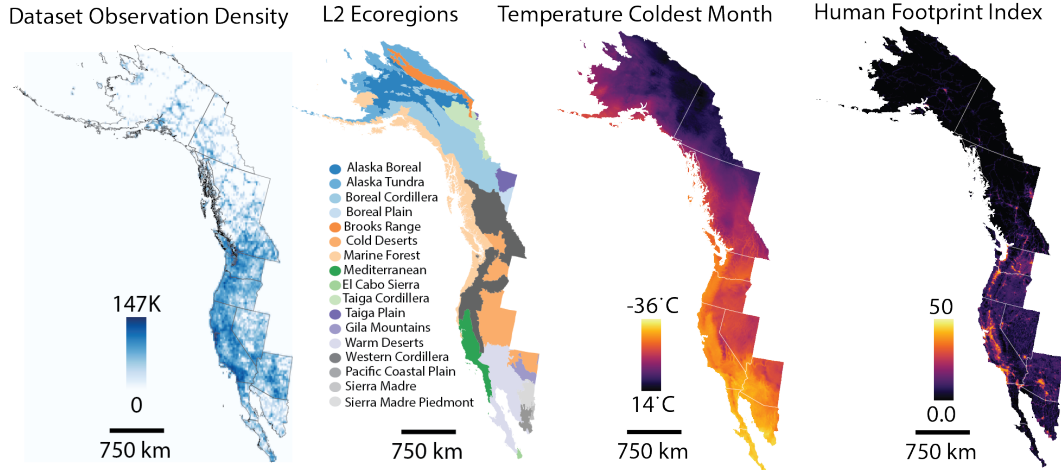 Dataset Observation Density
L2 Ecoregions
Temperature Coldest Month
Human Footprint Index
Alaska Boreal
Alaska Tundra
Boreal Cordillera
Boreal Plain
Brooks Range
Cold Deserts
Marine Forest
Mediterranean
El Cabo Sierra
Taiga Cordillera
Taiga Plain
Gila Mountains
Warm Deserts
Western Cordillera
Pacific Coastal Plain
Sierra Madre
Sierra Madre Piedmont
147K
0
750 km
750 km
-36˚C
14˚C
750 km
50
0.0
750 km